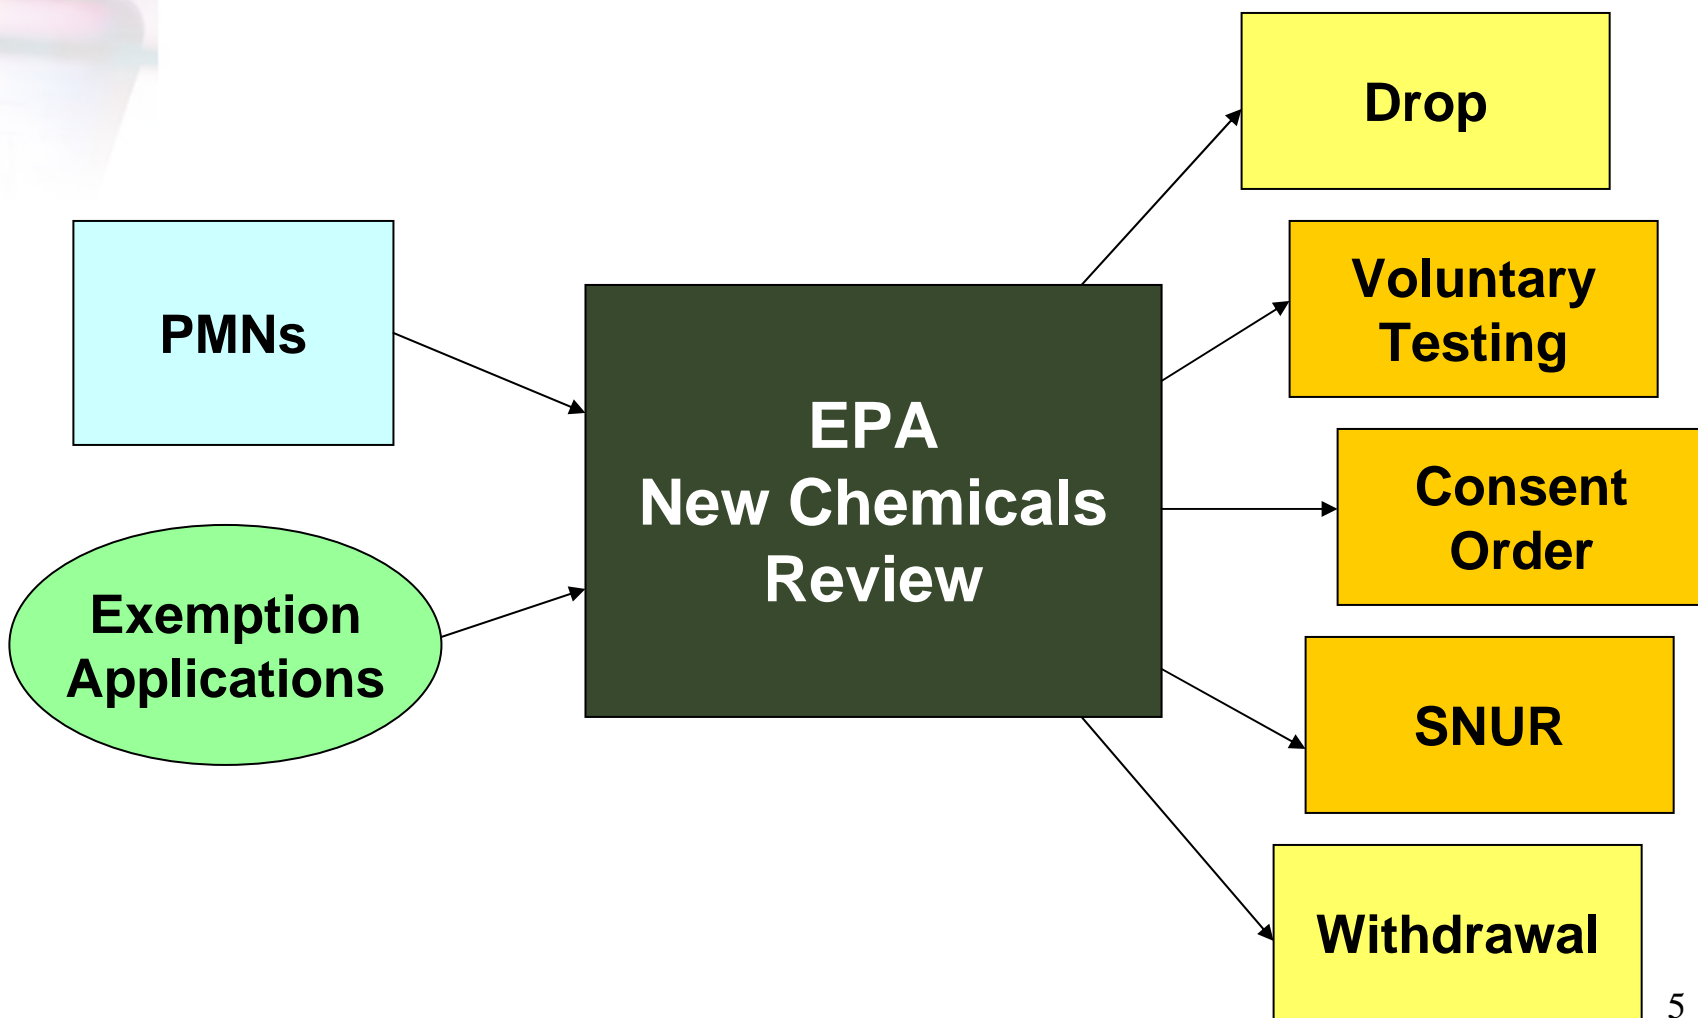 PMNs
Exemption
Applications
EPA
New Chemicals
Review
Drop
Voluntary
Testing
Consent
Order
SNUR
Withdrawal
5